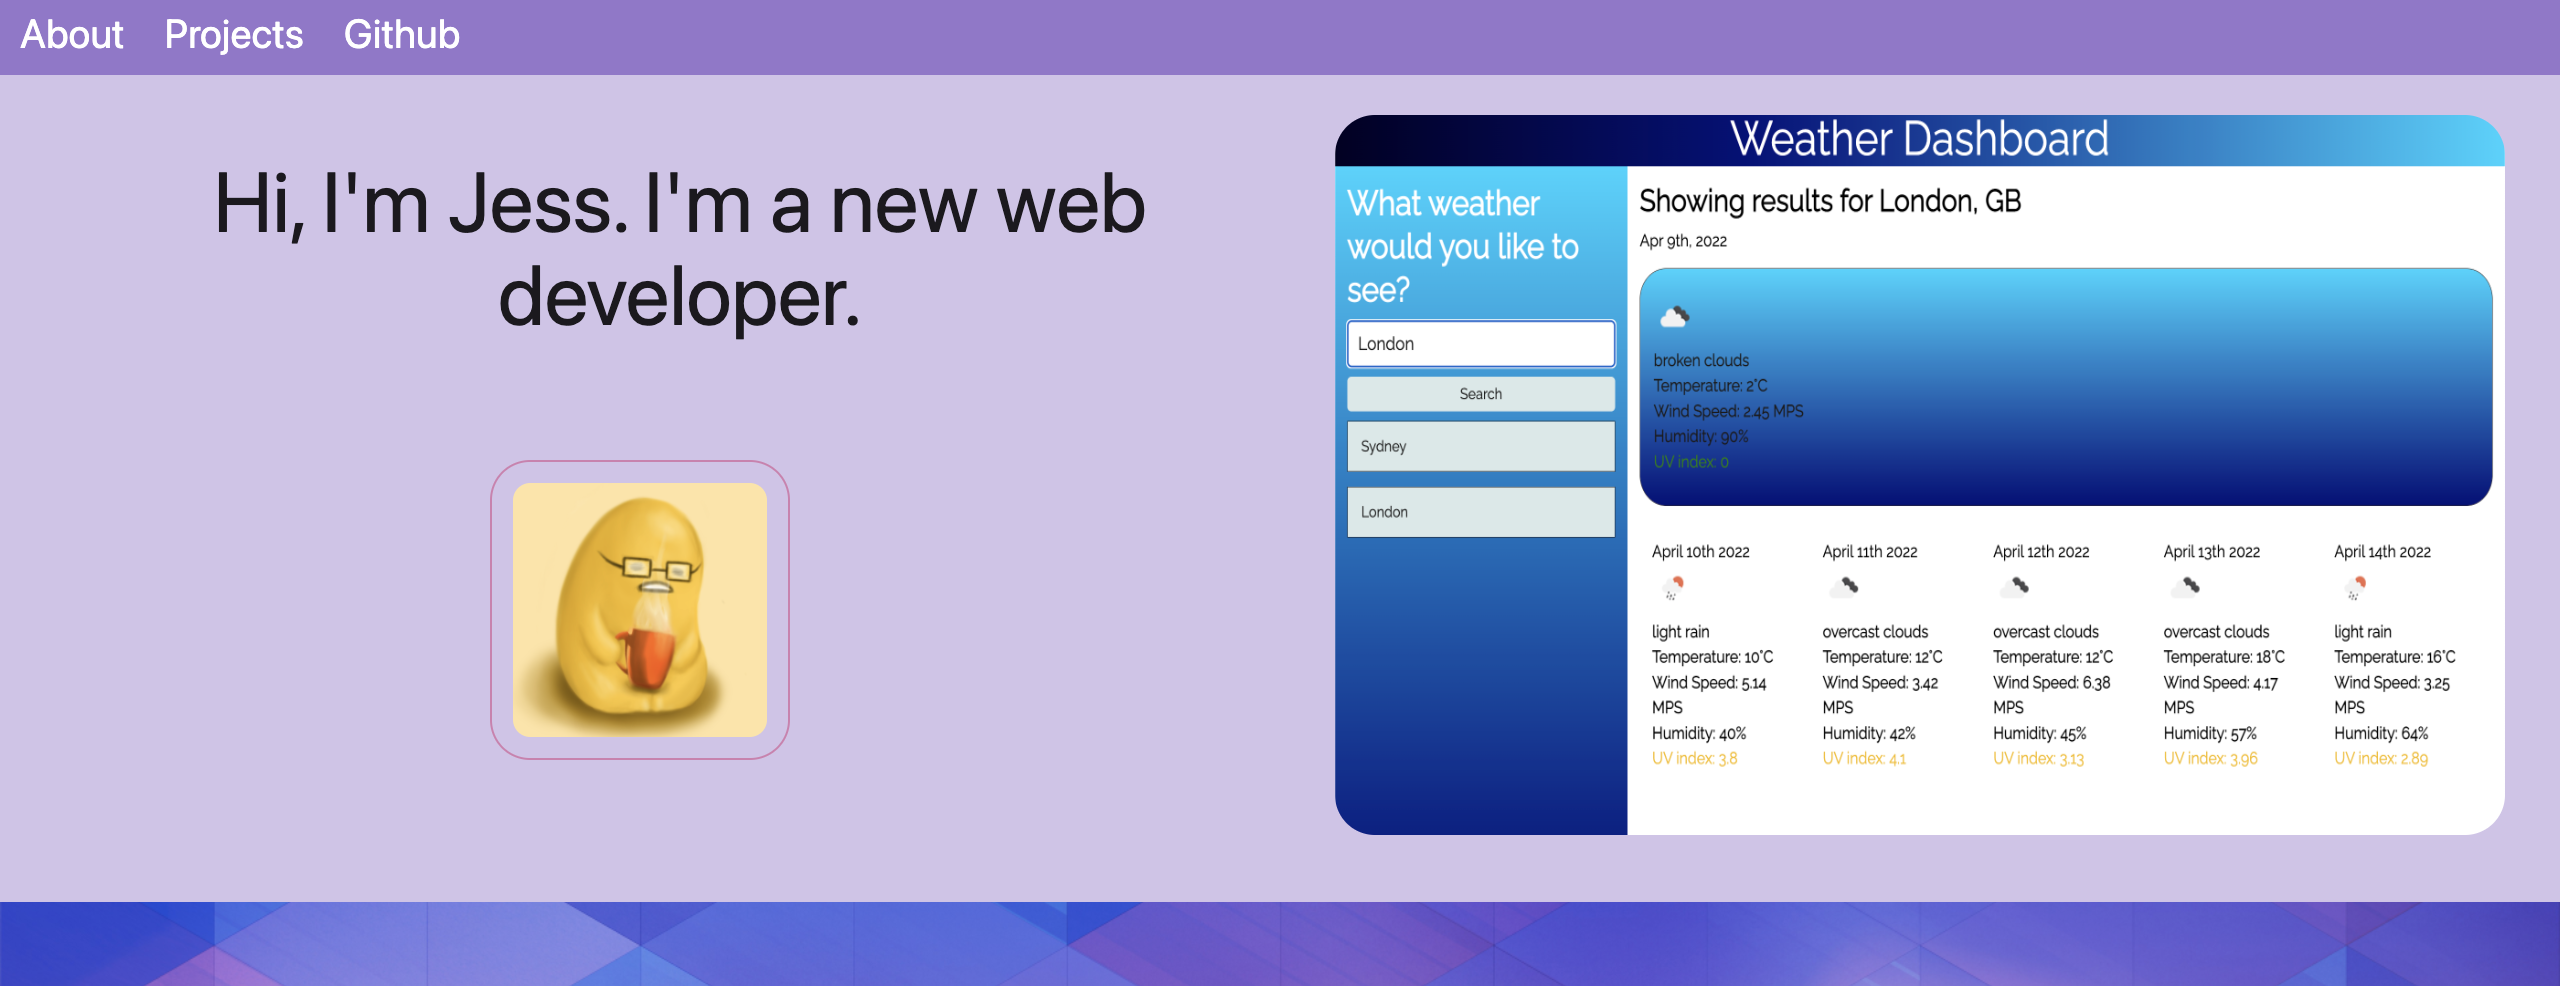 About Projects Github
Hi, I'm Jess. I'm a new web
developer.
Weather Dashboard
What weather
would you like to
see?
London
Search
Sydney
London
Showing results for London, GB
Apr 9th, 2022
broken clouds
Temperature: 2°C
Wind Speed: 2.45 MPS
Humidity: 90%
UV index: 0
April 10th 2022
light rain
Temperature: 10°C
Wind Speed: 5.14
MPS
Humidity: 40%
UV index: 3.8
April 11th 2022
overcast clouds
Temperature: 12°C
Wind Speed: 3.42
MPS
Humidity: 42%
UV index: 4.1
April 12th 2022
overcast clouds
Temperature: 12°C
Wind Speed: 6.38
MPS
Humidity: 45%
UV index: 3.13
April 13th 2022
overcast clouds
Temperature: 18°C
Wind Speed: 4.17
MPS
Humidity: 57%
UV index: 3.96
April 14th 2022
light rain
Temperature: 16°C
Wind Speed: 3.25
MPS
Humidity: 64%
UV index: 2.89